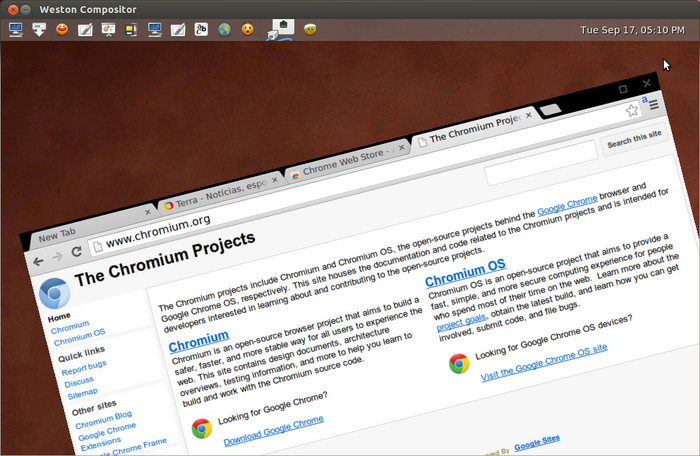 Weston Compositor
Tue Sep 17, 05:10 PM
New Tab
Terra - Notícias, espo
Chrome Web Store -
The Chromium Projec
www.chromium.org
Search this site
The Chromium Projects
Home
Chromium
Chromium OS
Quick links
Report bugs
Discuss
Sitemap
Other sites
Chromium Blog
Google Chrome
Extensions
Chrome Frame
The Chromium projects include Chromium and Chromium OS, the open-source projects behind the Google Chrome browser and
Google Chrome OS, respectively. This site houses the documentation and code related to the Chromium projects and is intended for
developers interested in learning about and contributing to the open-source projects.
Chromium
Chromium is an open-source browser project that aims to build a
safer, faster, and more stable way for all users to experience the
web. This site contains design documents, architecture
overviews, testing information, and more to help you learn to
build and work with the Chromium source code.
Looking for Google Chrome?
Download Google Chrome
Chromium OS
Chromium OS is an open-source project that aims to provide a
fast, simple, and more secure computing experience for people
who spend most of their time on the web. Learn more about the
project goals, obtain the latest build, and learn how you can get
involved, submit code, and file bugs.
Looking for Google Chrome OS devices?
Visit the Google Chrome OS site
Google Sites